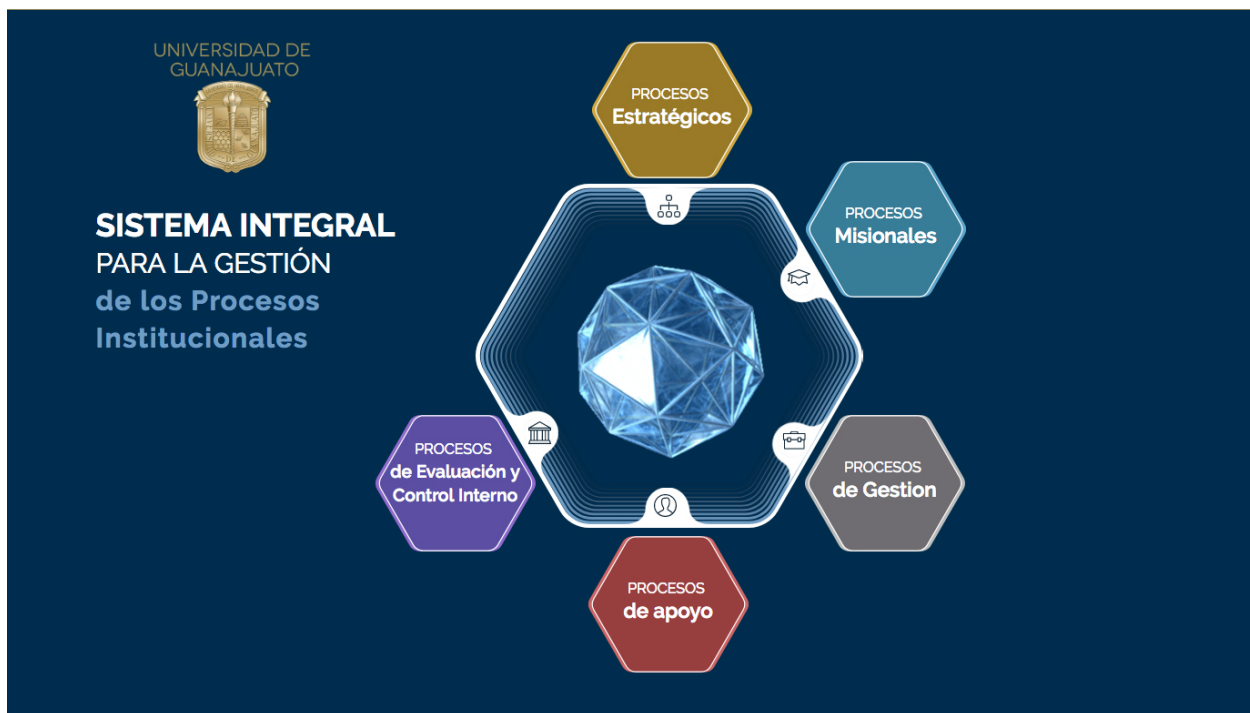 UNIVERSIDAD DE
GUANAJUATO
SISTEMA INTEGRAL
PARA LA GESTIÓN
de los Procesos
Institucionales
PROCESOS
Estratégicos
PROCESOS
Misionales
PROCESOS
de Gestion
PROCESOS
de apoyo
PROCESOS
de Evaluación y
Control Interno